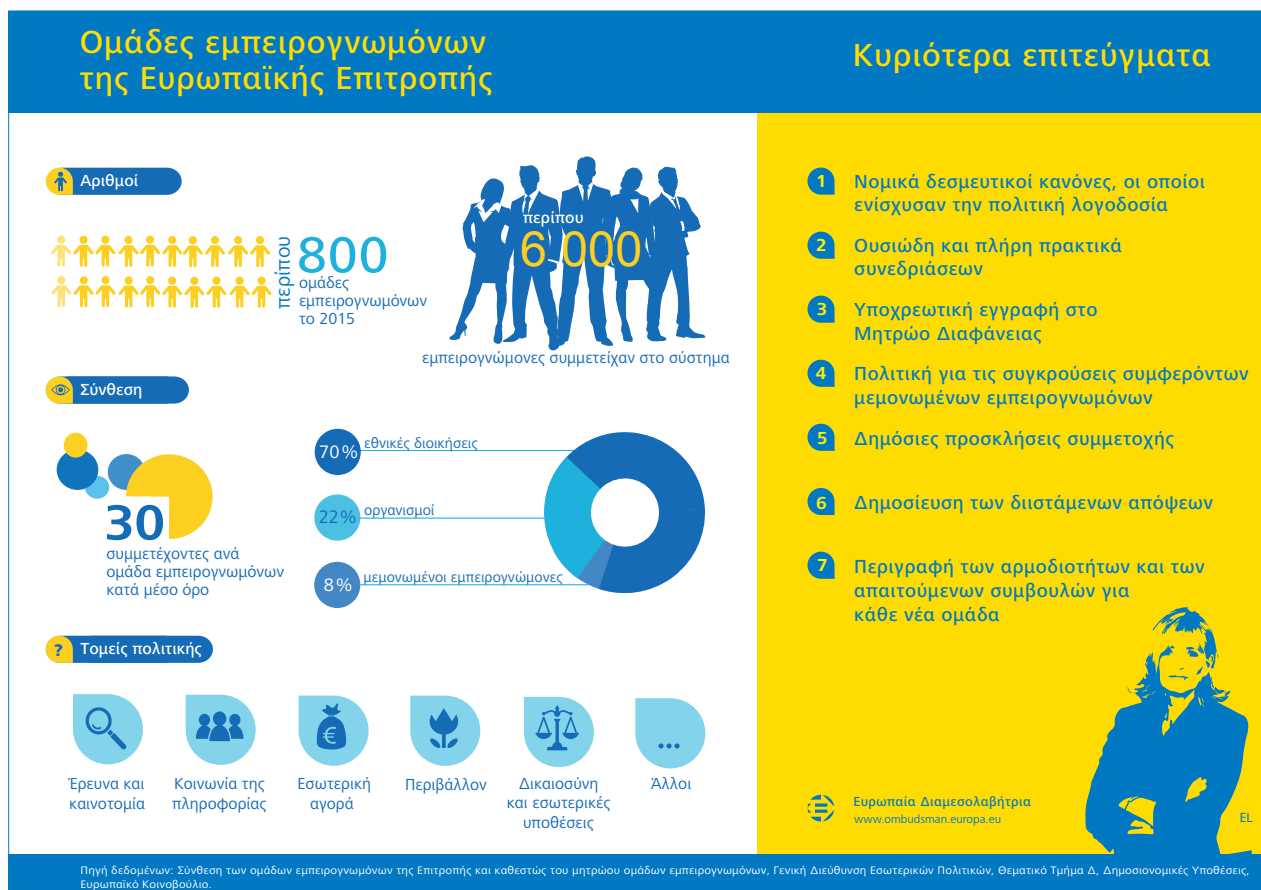 Ομάδες εμπειρογνωμόνων
της Ευρωπαϊκής Επιτροπής
Κυριότερα επιτεύγματα
Αριθμοί
περίπου
800
ομάδες
εμπειρογνωμόνων
το 2015
περίπου
6 000
εμπειρογνώμονες συμμετείχαν στο σύστημα
Σύνθεση
30
συμμετέχοντες ανά
ομάδα εμπειρογνωμόνων
κατά μέσο όρο
70% εθνικές διοικήσεις
22% οργανισμοί
8% μεμονωμένοι εμπειρογνώμονες
? Τομείς πολιτικής
€
Έρευνα και
καινοτομία
Κοινωνία της
πληροφορίας
Εσωτερική
αγορά
Περιβάλλον
Δικαιοσύνη
και εσωτερικές
υποθέσεις
...
Άλλοι
1 Νομικά δεσμευτικοί κανόνες, οι οποίοι
ενίσχυσαν την πολιτική λογοδοσία
2 Ουσιώδη και πλήρη πρακτικά
συνεδριάσεων
3 Υποχρεωτική εγγραφή στο
Μητρώο Διαφάνειας
4 Πολιτική για τις συγκρούσεις συμφερόντων
μεμονωμένων εμπειρογνωμόνων
5 Δημόσιες προσκλήσεις συμμετοχής
6 Δημοσίευση των διιστάμενων απόψεων
7 Περιγραφή των αρμοδιοτήτων και των
απαιτούμενων συμβουλών για
κάθε νέα ομάδα
Ευρωπαία Διαμεσολαβήτρια
www.ombudsman.europa.eu
EL
Πηγή δεδομένων: Σύνθεση των ομάδων εμπειρογνωμόνων της Επιτροπής και καθεστώς του μητρώου ομάδων εμπειρογνωμόνων, Γενική Διεύθυνση Εσωτερικών Πολιτικών, Θεματικό Τμήμα Δ, Δημοσιονομικές Υποθέσεις,
Ευρωπαϊκό Κοινοβούλιο.